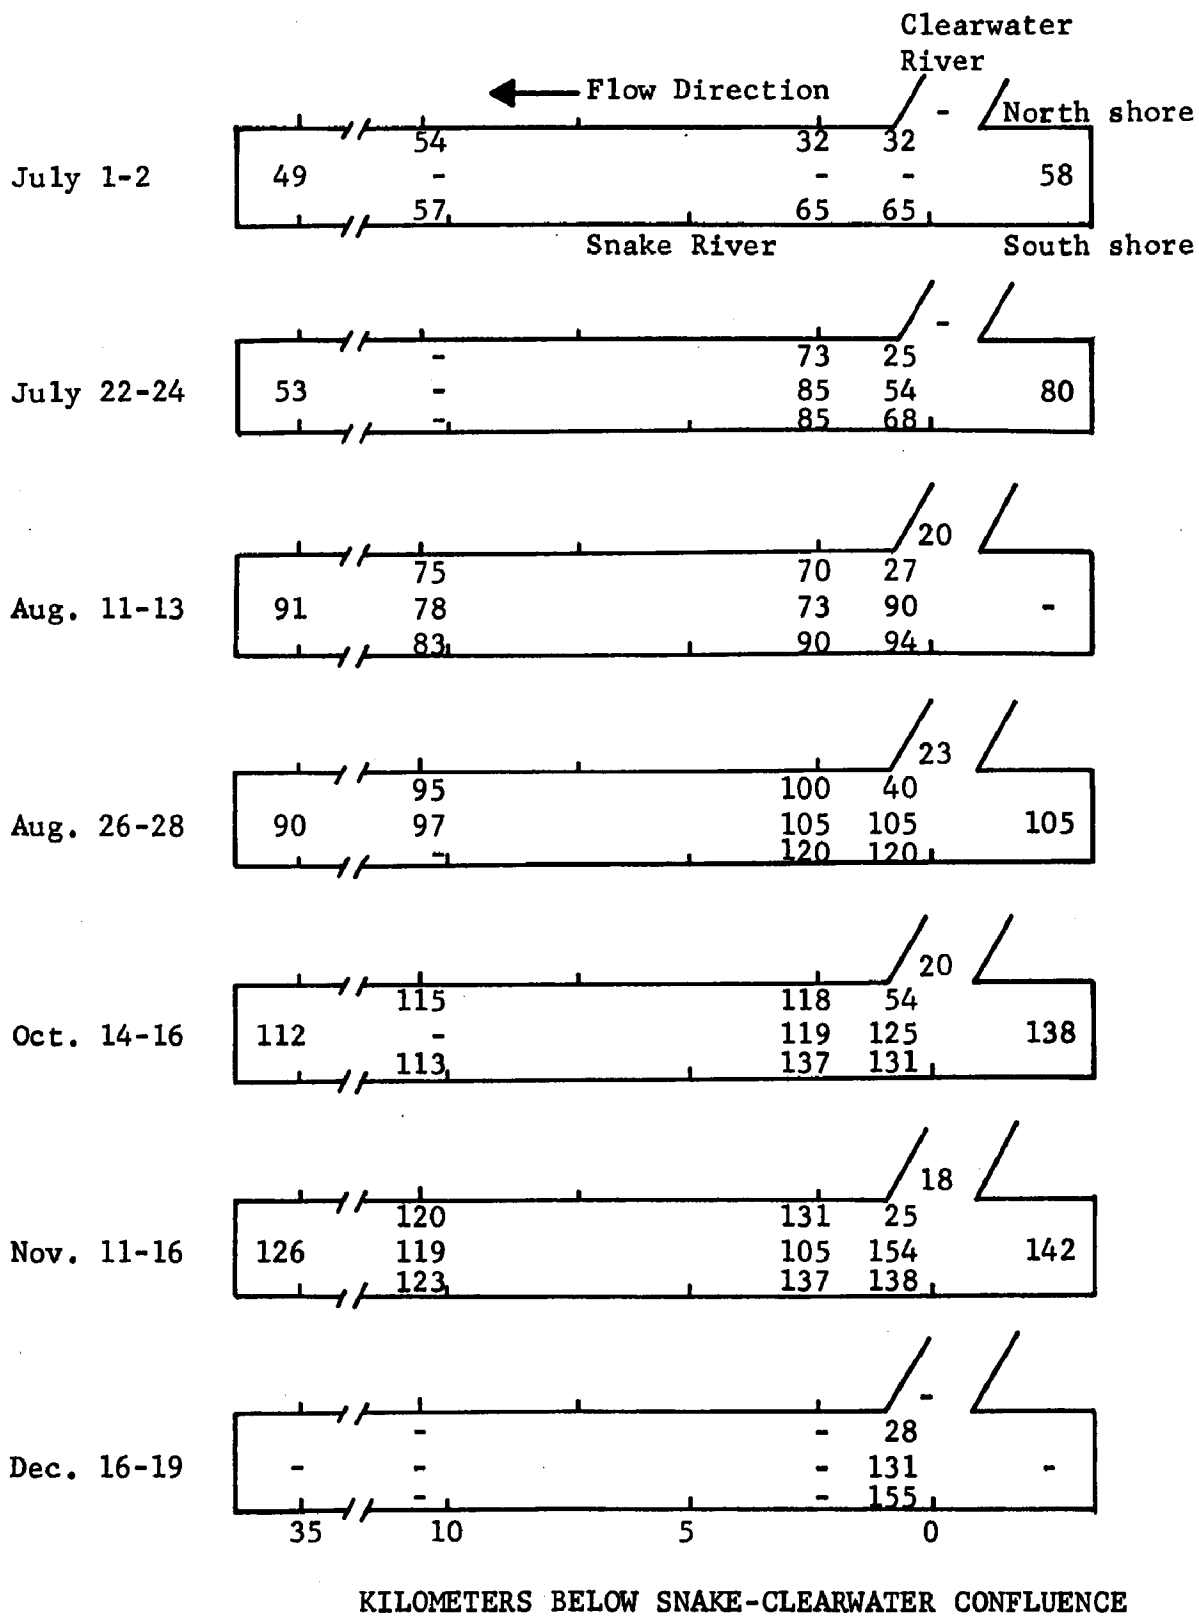 Clearwater
River
Flow Direction
- North shore
54 32 32
July 1-2 49 - - - 58
57 65 65
Snake River South shore
-
- 73 25
July 22-24 53 - 85 54 80
- 85 68
20
75 70 27
Aug. 11-13 91 78 73 90 -
83 90 94
23
95 100 40
Aug. 26-28 90 97 105 105 105
- 120 120
20
115 118 54
Oct. 14-16 112 - 119 125 138
113 137 131
18
120 131 25
Nov. 11-16 126 119 105 154 142
123 137 138
-
- - 28
Dec. 16-19 - - - 131 -
- - 155
35 10 5 0
KILOMETERS BELOW SNAKE-CLEARWATER CONFLUENCE